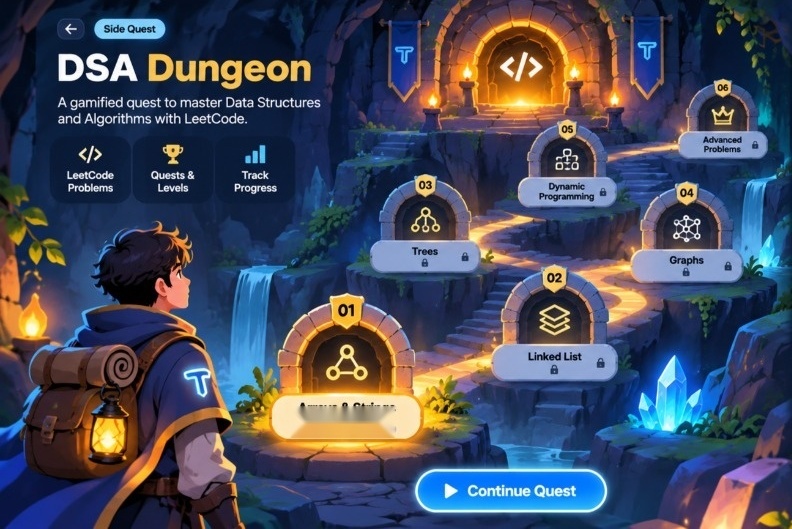 Side Quest
DSA Dungeon
A gamified quest to master Data Structures
and Algorithms with LeetCode.
</>
LeetCode
Problems
Quests &
Levels
Track
Progress
</>
T
T
06
Advanced
Problems
05
Dynamic
Programming
04
Graphs
03
Trees
02
Linked List
01
T
Continue Quest